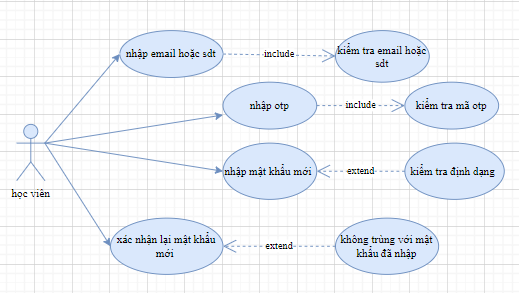 nhập email hoặc sdt
include
kiểm tra email hoặc
sdt
nhập otp
include
kiểm tra mã otp
nhập mật khẩu mới
extend
kiểm tra định dạng
học viên
xác nhận lại mật khẩu
mới
extend
không trùng với mật
khẩu đã nhập